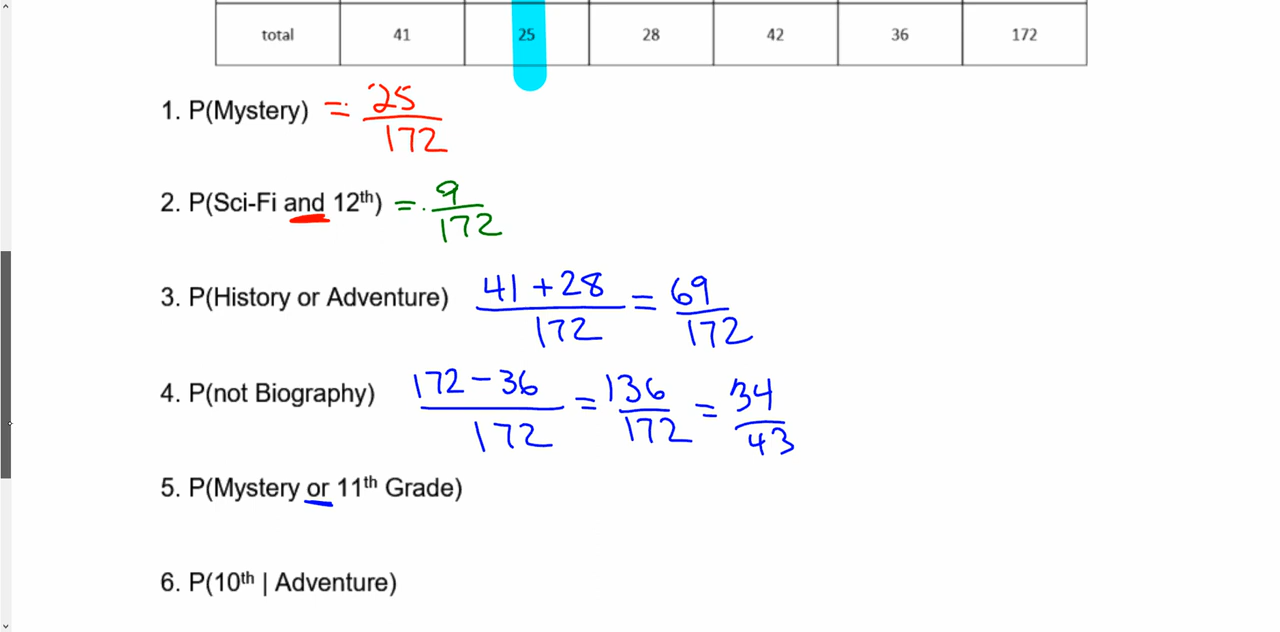 total 41 25 28 42 36 172
1. P(Mystery) = 25/172
2. P(Sci-Fi and 12th) = 9/172
3. P(History or Adventure) 41 + 28/172 = 69/172
4. P(not Biography) 172 - 36/172 = 136/172 = 34/43
5. P(Mystery or 11th Grade)
6. P(10th | Adventure)